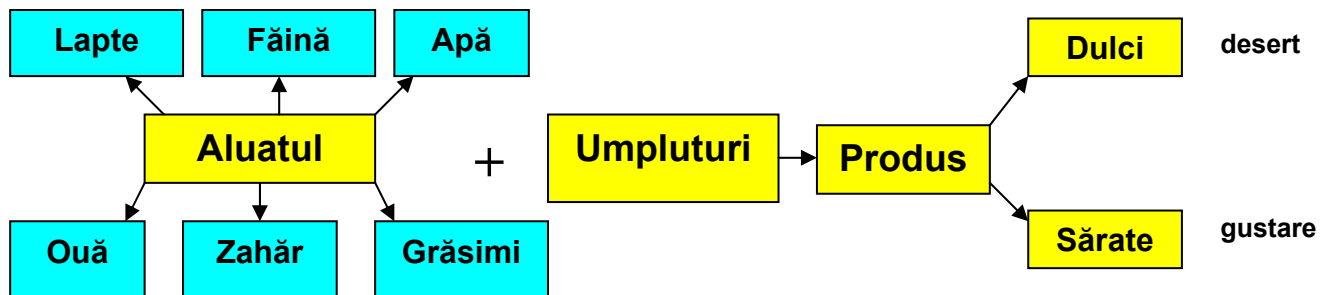 Lapte
Făină
Apă
Dulci
desert
Aluatul
+
Umpluturi
Produs
Ouă
Zahăr
Grăsimi
Sărate
gustare